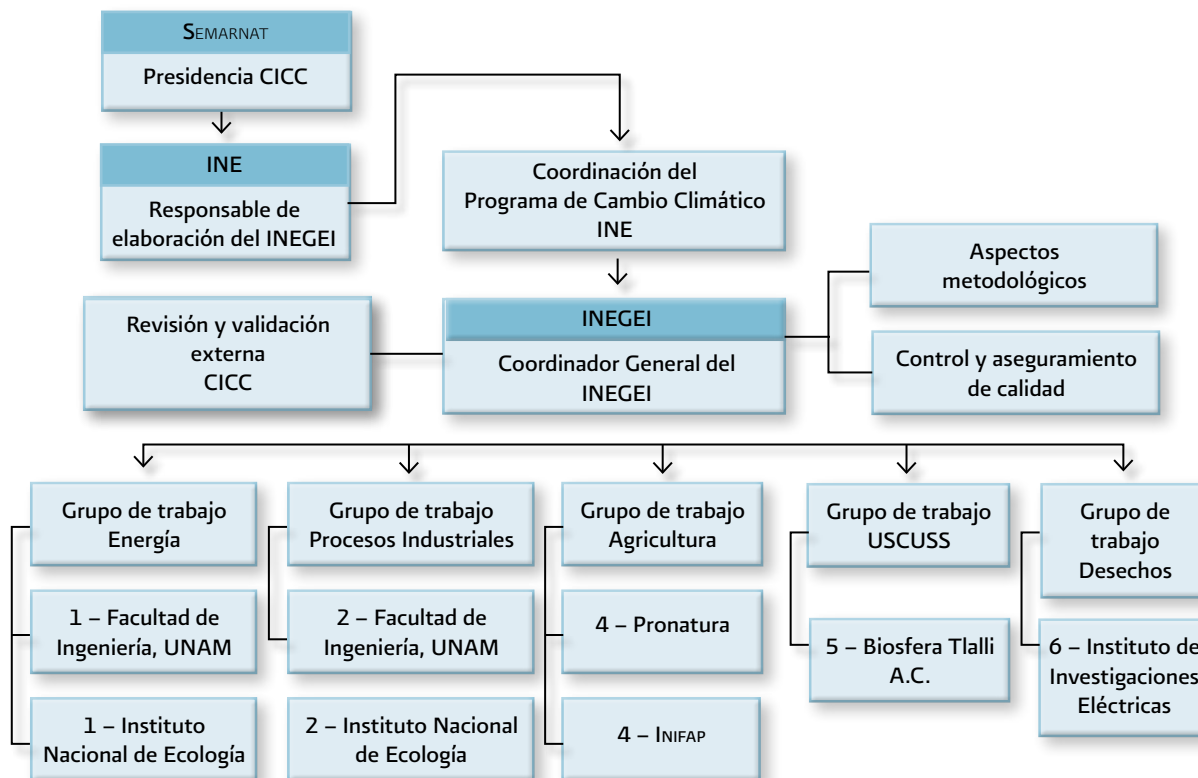 SEMARNAT
Presidencia CICC
INE
Responsable de
elaboración del INEGEI
Coordinación del
Programa de Cambio Climático
INE
Aspectos
metodológicos
Revisión y validación
externa
CICC
INEGEI
Coordinador General del
INEGEI
Control y aseguramiento
de calidad
Grupo de trabajo
Energía
1 – Facultad de
Ingeniería, UNAM
1 – Instituto
Nacional de Ecología
Grupo de trabajo
Procesos Industriales
2 – Facultad de
Ingeniería, UNAM
2 – Instituto Nacional
de Ecología
Grupo de trabajo
Agricultura
4 – Pronatura
4 – INIFAP
Grupo de trabajo
USCUSS
5 – Biosfera Tlalli
A.C.
Grupo de
trabajo
Desechos
6 – Instituto de
Investigaciones
Eléctricas